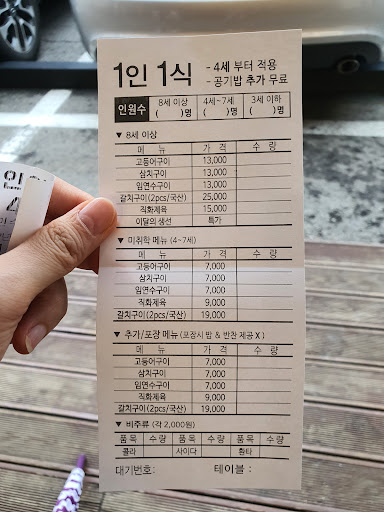 1인 1식 - 4세 부터 적용
- 공기밥 추가 무료
인원수 8세 이상 ( )명 4세~7세 ( )명 3세 이하 ( )명
▼ 8세 이상
메 뉴 가 격 수 량
고등어구이 13,000
삼치구이 13,000
임연수구이 13,000
갈치구이(2pcs/국산) 25,000
직화제육 15,000
이달의 생선 특가
▼ 미취학 메뉴 (4~7세)
메 뉴 가 격 수 량
고등어구이 7,000
삼치구이 7,000
임연수구이 7,000
직화제육 9,000
갈치구이(2pcs/국산) 19,000
▼ 추가/포장 메뉴 (포장시 밥 & 반찬 제공 X )
메 뉴 가 격 수 량
고등어구이 7,000
삼치구이 7,000
임연수구이 7,000
직화제육 9,000
갈치구이(2pcs/국산) 19,000
▼ 비주류 (각 2,000원)
품목 수량 품목 수량 품목 수량
콜라 사이다 환타
대기번호: 테이블 :